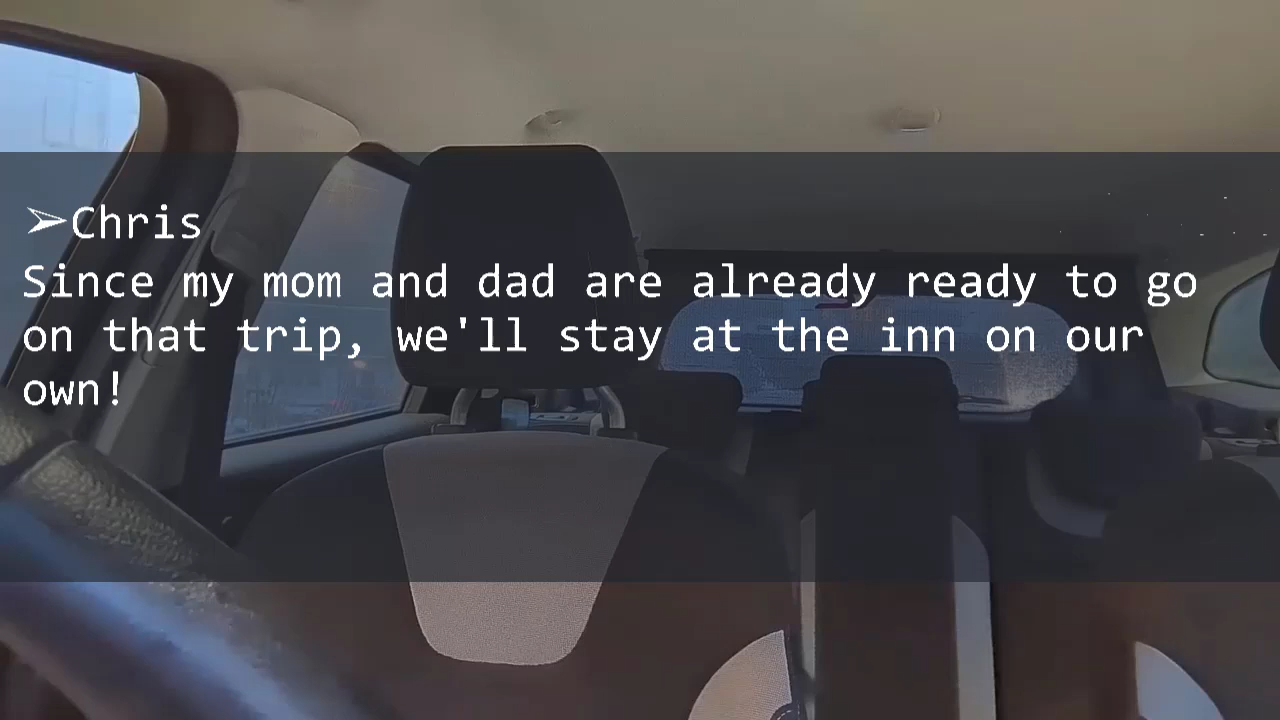 ➢Chris
Since my mom and dad are already ready to go
on that trip, we'll stay at the inn on our
own!